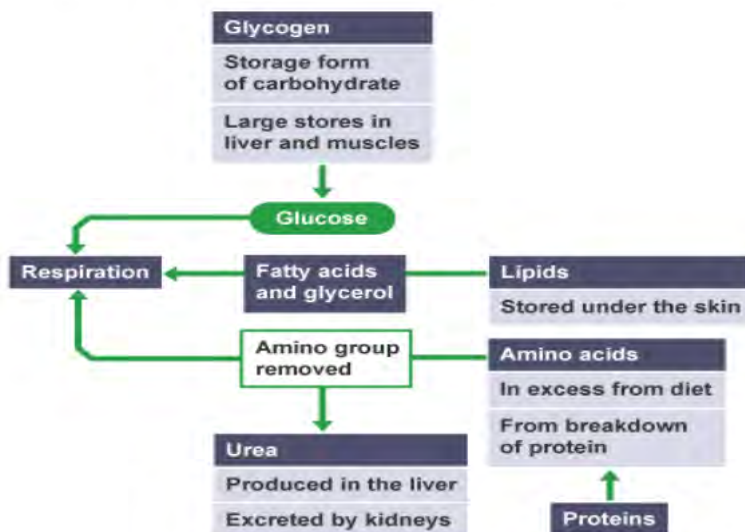 Glycogen
Storage form
of carbohydrate
Large stores in
liver and muscles
Glucose
Respiration
Fatty acids
and glycerol
Lipids
Stored under the skin
Amino group
removed
Amino acids
In excess from diet
From breakdown
of protein
Urea
Produced in the liver
Excreted by kidneys
Proteins